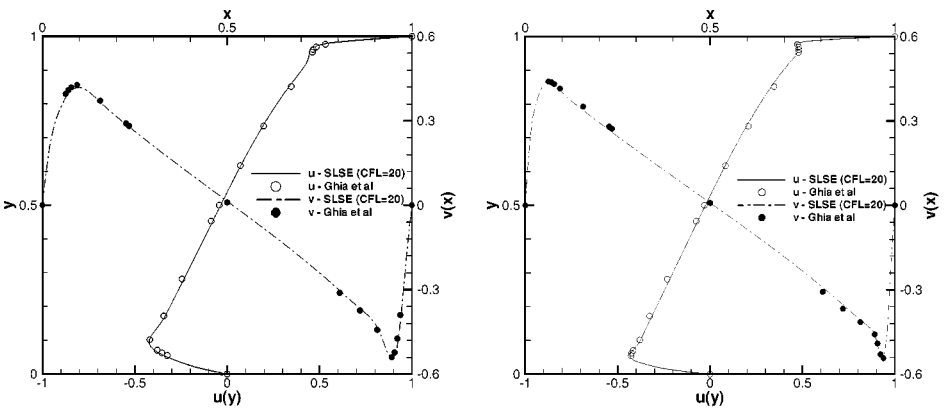 x
0 0.5 1
1 0.6
0.3
u - SLSE (CFL=20)
u - Ghia et al
v - SLSE (CFL=20)
v - Ghia et al
y 0.5 0 v(x)
-0.3
0 -0.6
-1 -0.5 0 0.5 1
u(y)
x
0 0.5 1
1 0.6
0.3
u - SLSE (CFL=20)
u - Ghia et al
v - SLSE (CFL=20)
v - Ghia et al
y 0.5 0 v(x)
-0.3
0 -0.6
-1 -0.5 0 0.5 1
u(y)